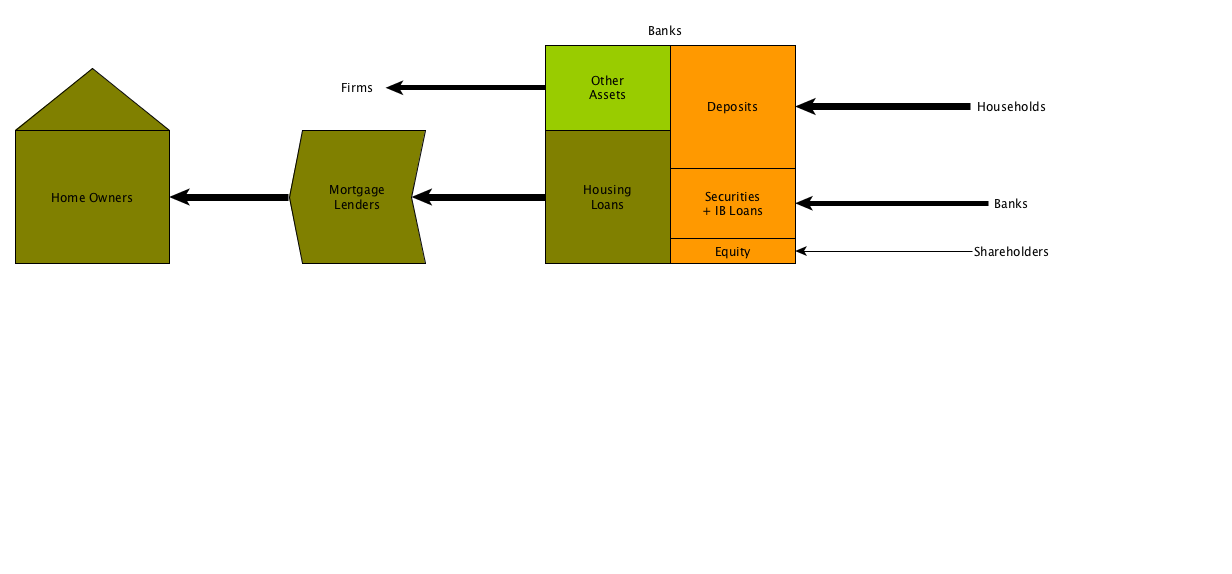 Banks
Firms
Other
Assets
Deposits
Households
Home Owners
Mortgage
Lenders
Housing
Loans
Securities
+ IB Loans
Banks
Equity
Shareholders